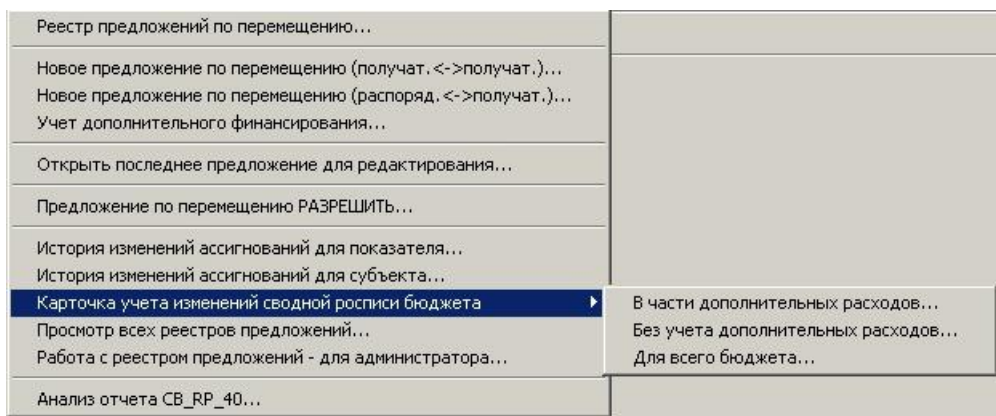 Реестр предложений по перемещению...
Новое предложение по перемещению (получат.<->получат.)...
Новое предложение по перемещению (распоряд.<->получат.)...
Учет дополнительного финансирования...
Открыть последнее предложение для редактирования...
Предложение по перемещению РАЗРЕШИТЬ...
История изменений ассигнований для показателя...
История изменений ассигнований для субъекта...
Карточка учета изменений сводной росписи бюджета
Просмотр всех реестров предложений...
Работа с реестром предложений - для администратора...
Анализ отчета CB_RP_40...
В части дополнительных расходов...
Без учета дополнительных расходов...
Для всего бюджета...